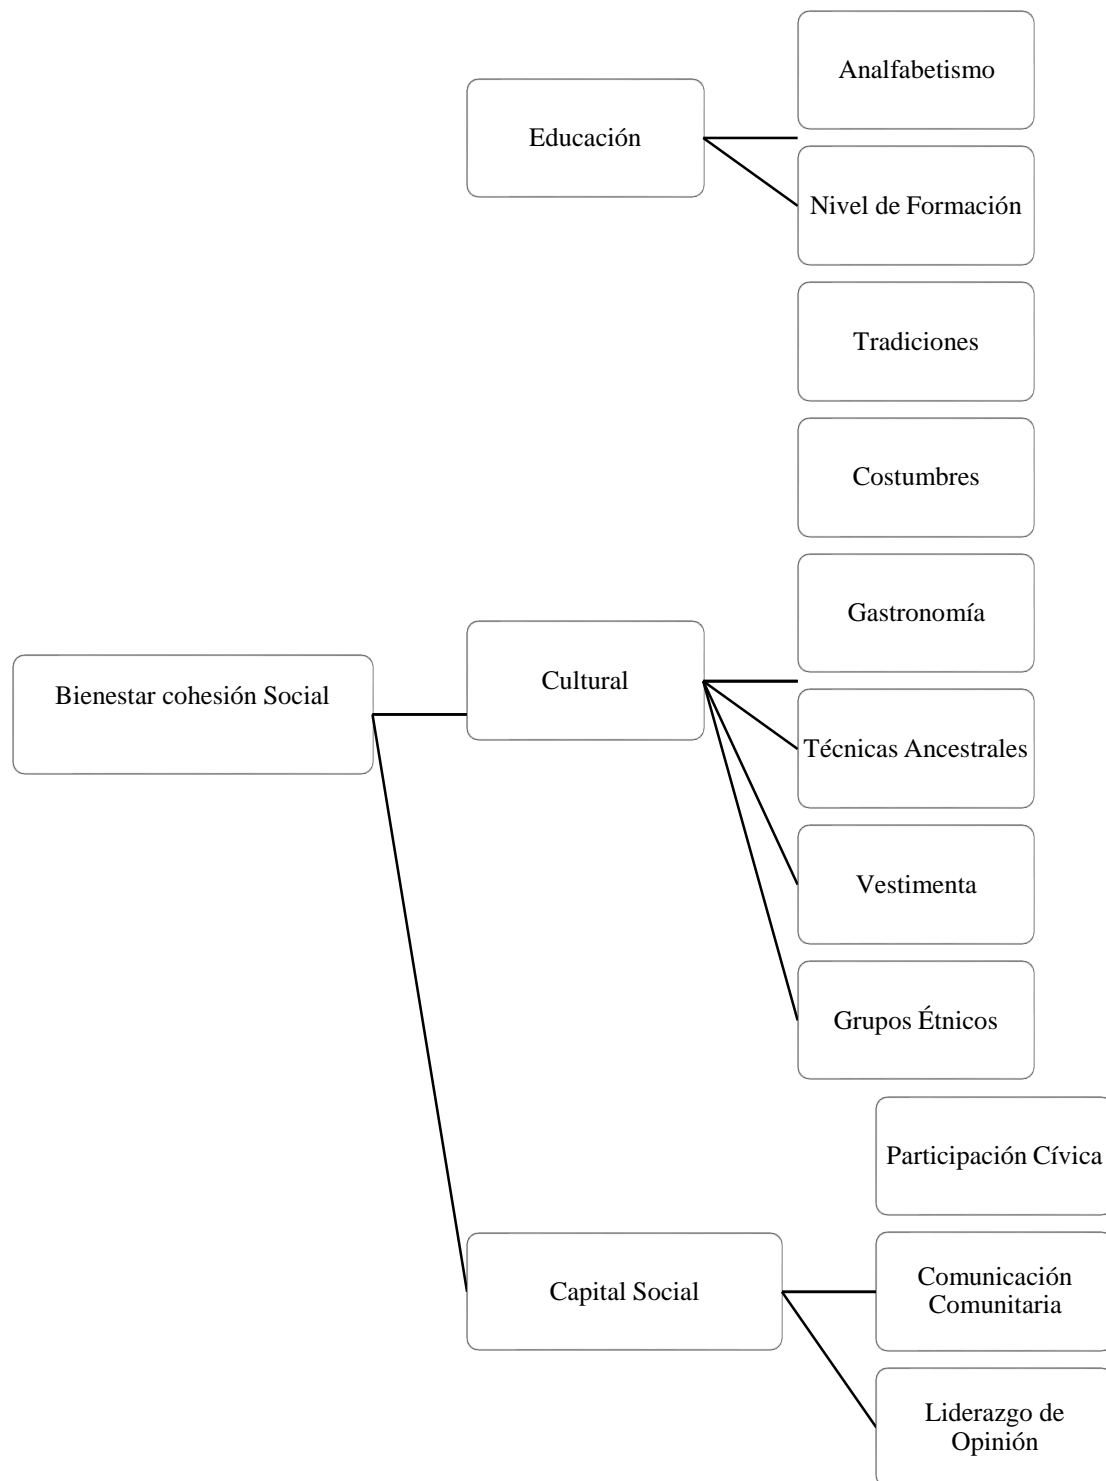 Analfabetismo
Educación
Nivel de Formación
Tradiciones
Costumbres
Gastronomía
Cultural
Bienestar cohesión Social
Técnicas Ancestrales
Vestimenta
Grupos Étnicos
Participación Cívica
Capital Social
Comunicación
Comunitaria
Liderazgo de
Opinión